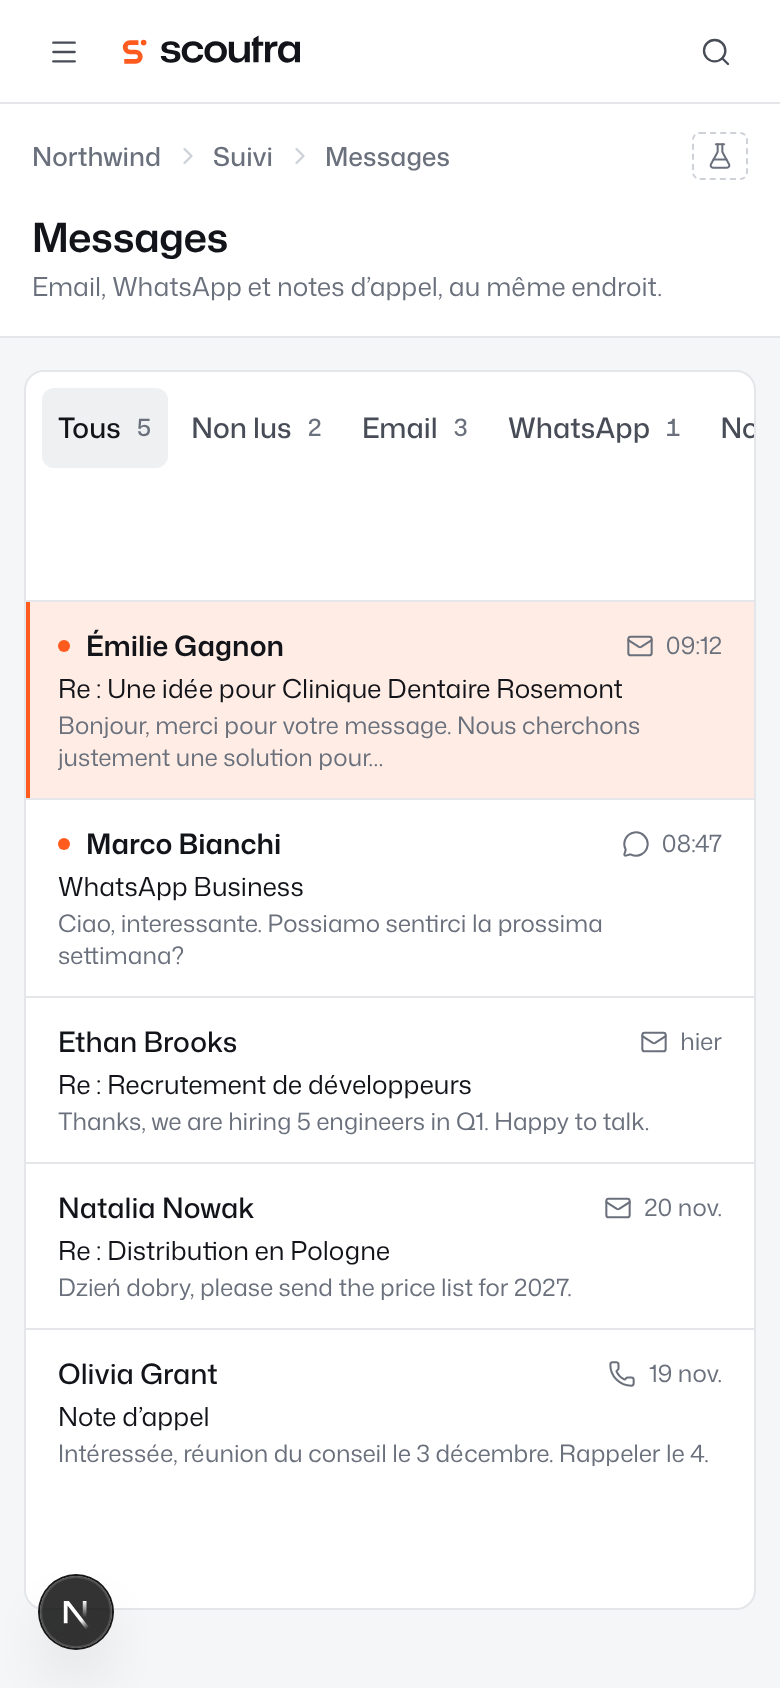 scoutra
Northwind > Suivi > Messages
Messages
Email, WhatsApp et notes d’appel, au même endroit.
Tous 5 Non lus 2 Email 3 WhatsApp 1 No
Émilie Gagnon 09:12
Re : Une idée pour Clinique Dentaire Rosemont
Bonjour, merci pour votre message. Nous cherchons
justement une solution pour...
Marco Bianchi 08:47
WhatsApp Business
Ciao, interessante. Possiamo sentirci la prossima
settimana?
Ethan Brooks hier
Re : Recrutement de développeurs
Thanks, we are hiring 5 engineers in Q1. Happy to talk.
Natalia Nowak 20 nov.
Re : Distribution en Pologne
Dzień dobry, please send the price list for 2027.
Olivia Grant 19 nov.
Note d’appel
Intéressée, réunion du conseil le 3 décembre. Rappeler le 4.
N